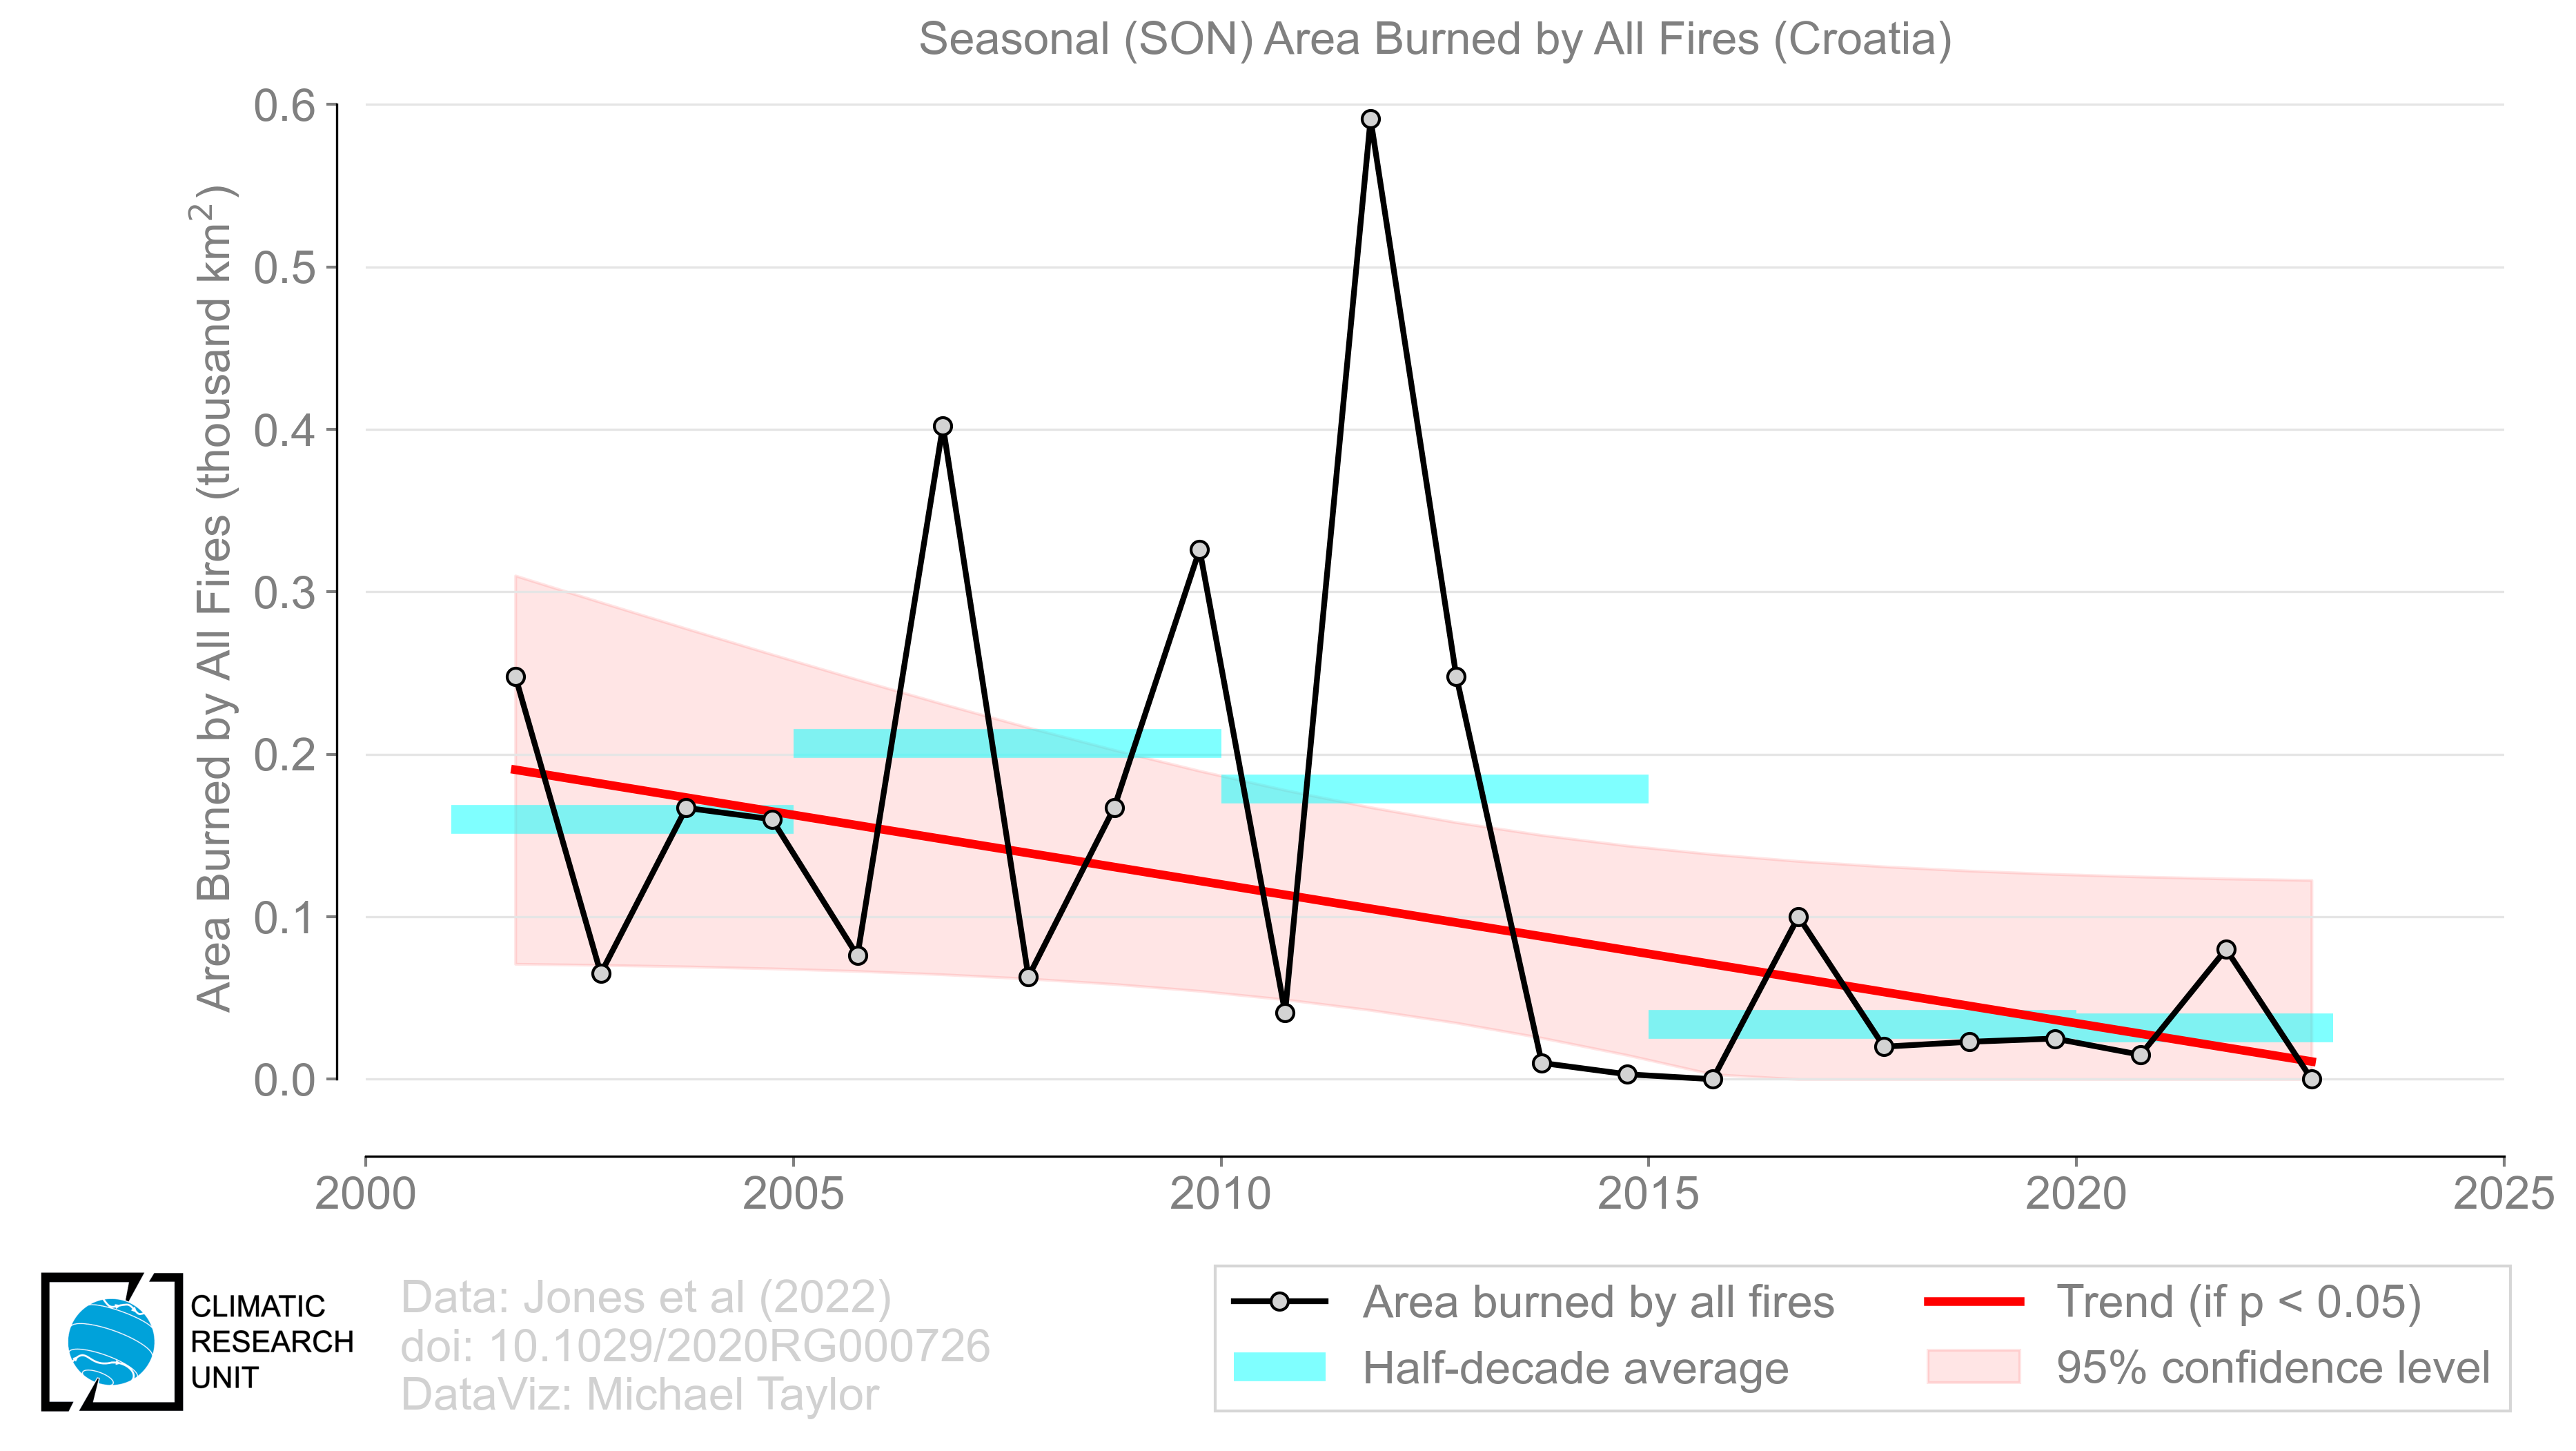 Seasonal (SON) Area Burned by All Fires (Croatia)
Area Burned by All Fires (thousand km²)
0.6
0.5
0.4
0.3
0.2
0.1
0.0
2000 2005 2010 2015 2020 2025
CLIMATIC
RESEARCH
UNIT
Data: Jones et al (2022)
doi: 10.1029/2020RG000726
DataViz: Michael Taylor
Area burned by all fires
Half-decade average
Trend (if p < 0.05)
95% confidence level